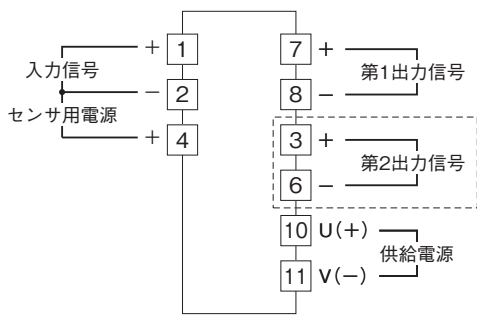 入力信号
センサ用電源
+ 1
− 2
+ 4
7 +
8 −
第1出力信号
3 +
6 −
第2出力信号
10 U(+)
11 V(−)
供給電源